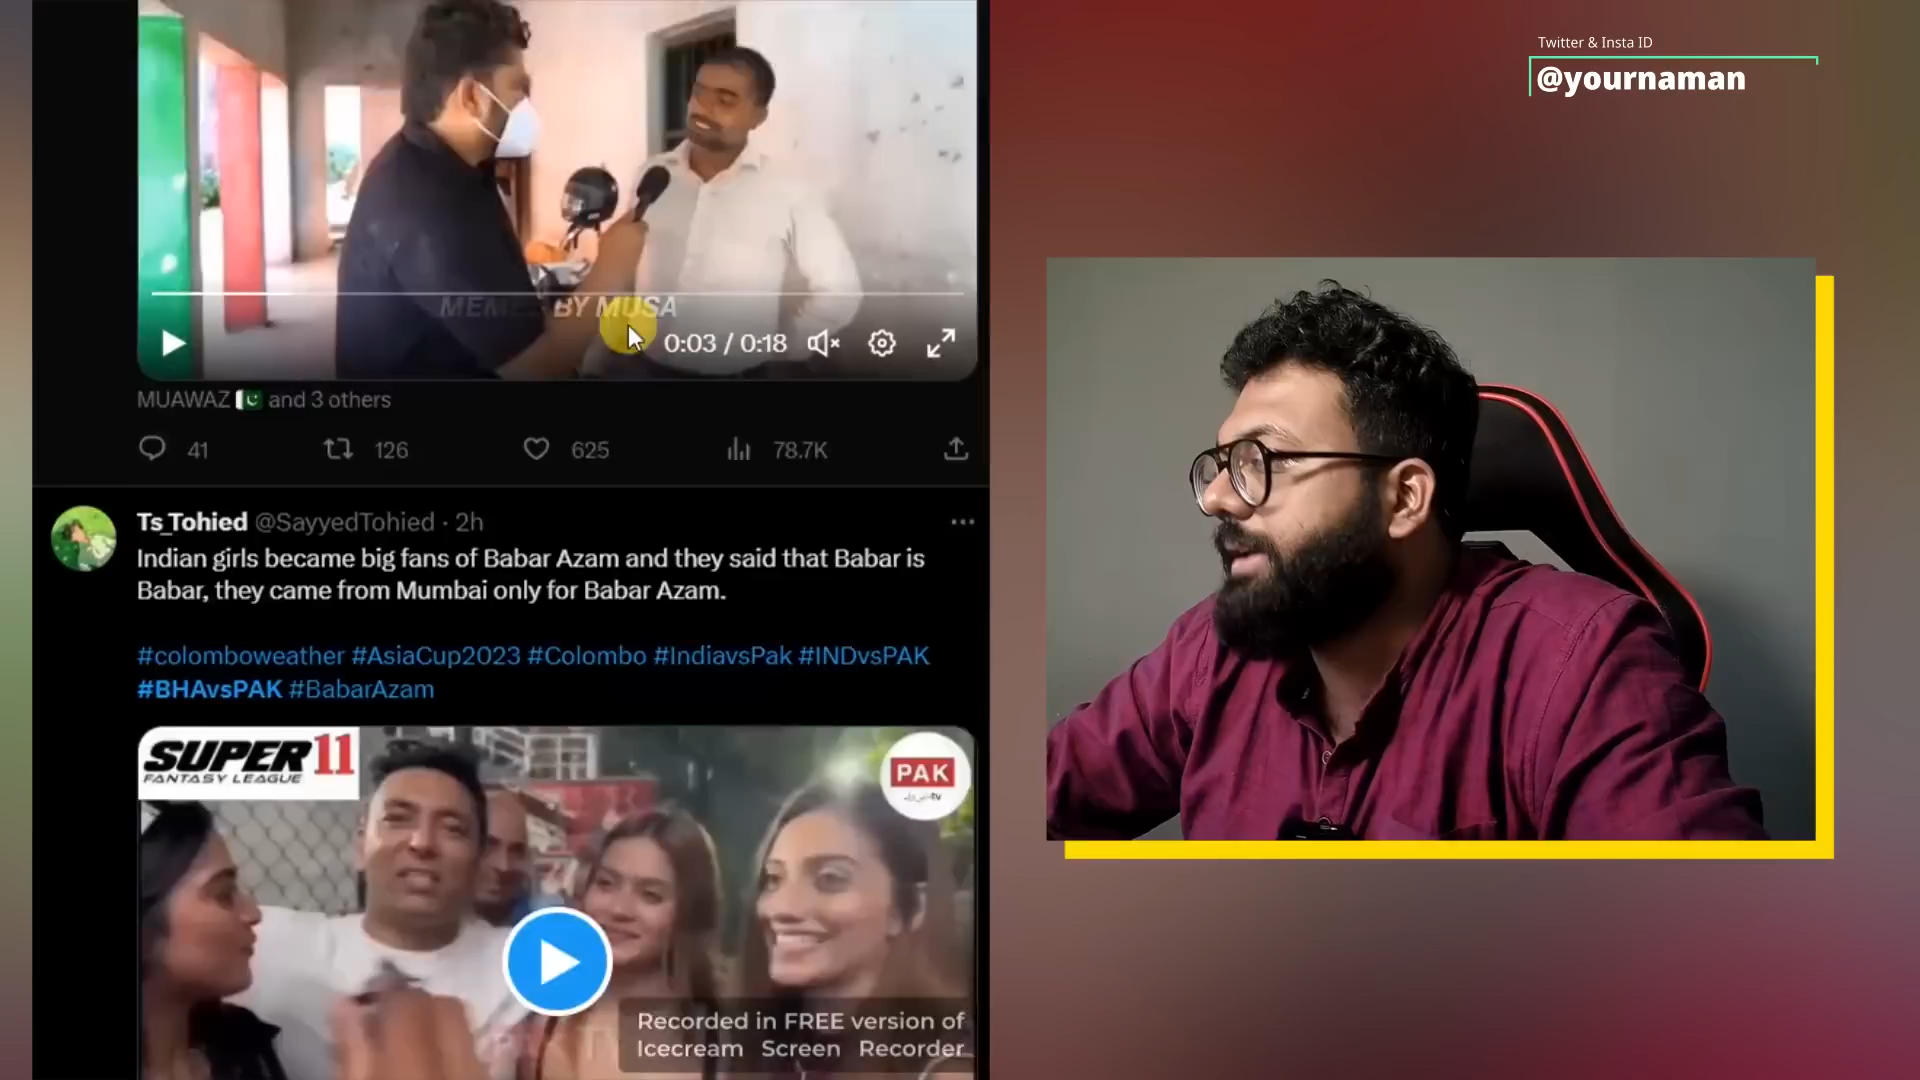 Twitter & Insta ID
@yournaman
MEMES BY MUSA
0:03 / 0:18
MUAWAZ and 3 others
41 126 625 78.7K
Ts_Tohied @SayyedTohied · 2h
Indian girls became big fans of Babar Azam and they said that Babar is
Babar, they came from Mumbai only for Babar Azam.
#colomboweather #AsiaCup2023 #Colombo #IndiavsPak #INDvsPAK
#BHAvsPAK #BabarAzam
SUPER 11
FANTASY LEAGUE
PAK
tv
Recorded in FREE version of
Icecream Screen Recorder